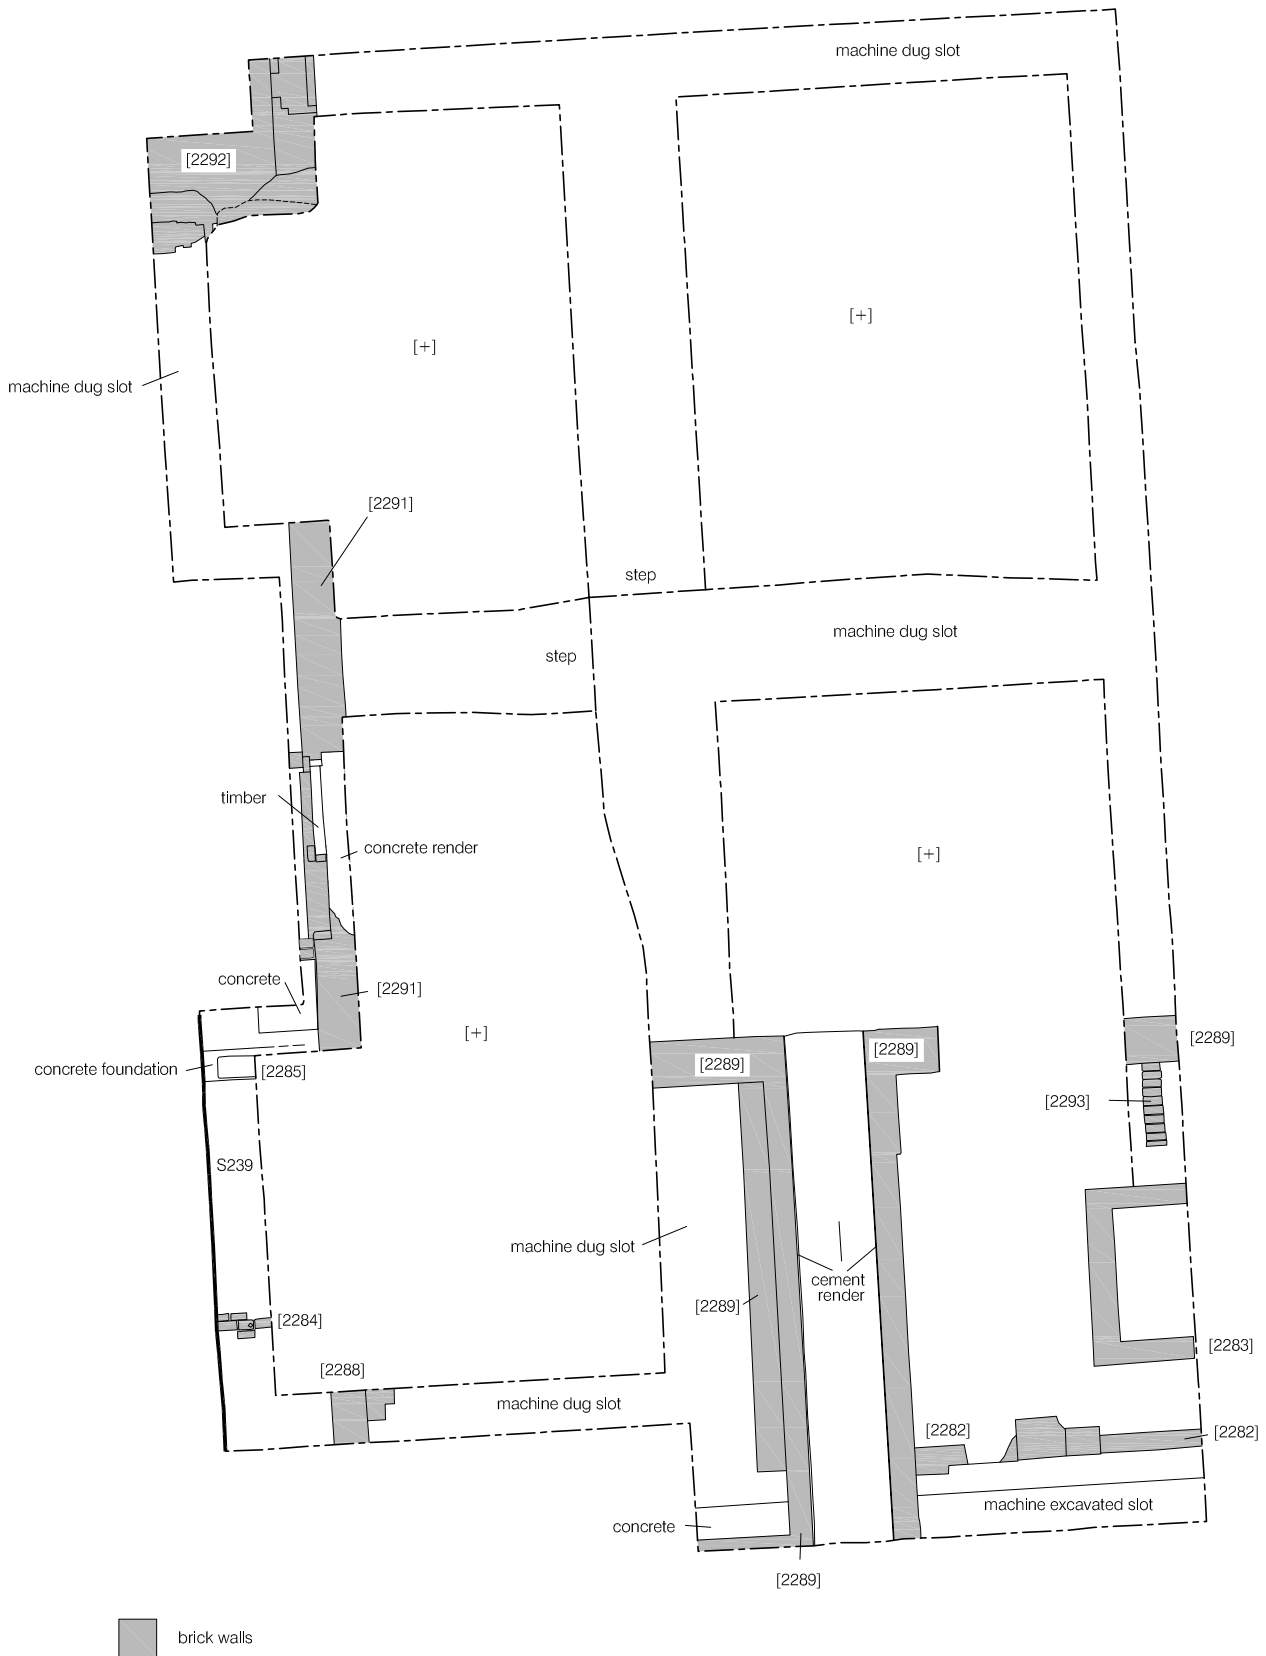 machine dug slot
[2292]
[+]
[+]
machine dug slot
[2291]
step
machine dug slot
step
timber
concrete render
[+]
concrete
[2291]
[+]
[2289]
concrete foundation
[2285]
[2289]
[2289]
[2293]
S239
machine dug slot
cement
render
[2289]
[2284]
[2283]
[2288]
machine dug slot
[2282]
[2282]
machine excavated slot
concrete
[2289]
brick walls